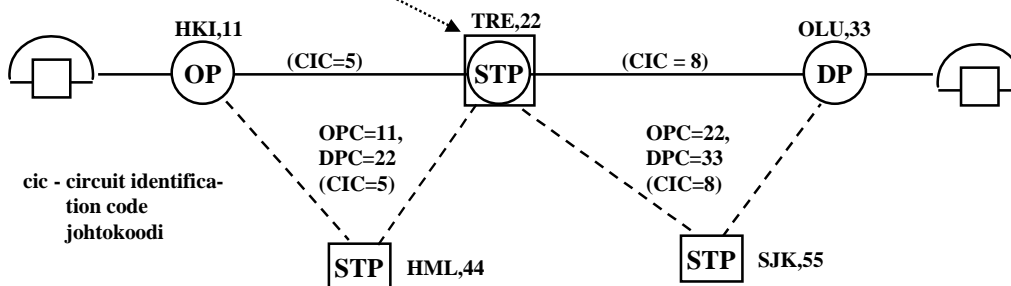 HKI,11
TRE,22
OLU,33
OP
(CIC=5)
STP
(CIC = 8)
DP
OPC=11,
DPC=22
(CIC=5)
OPC=22,
DPC=33
(CIC=8)
cic - circuit identifica-
tion code
johtokoodi
STP
HML,44
STP
SJK,55